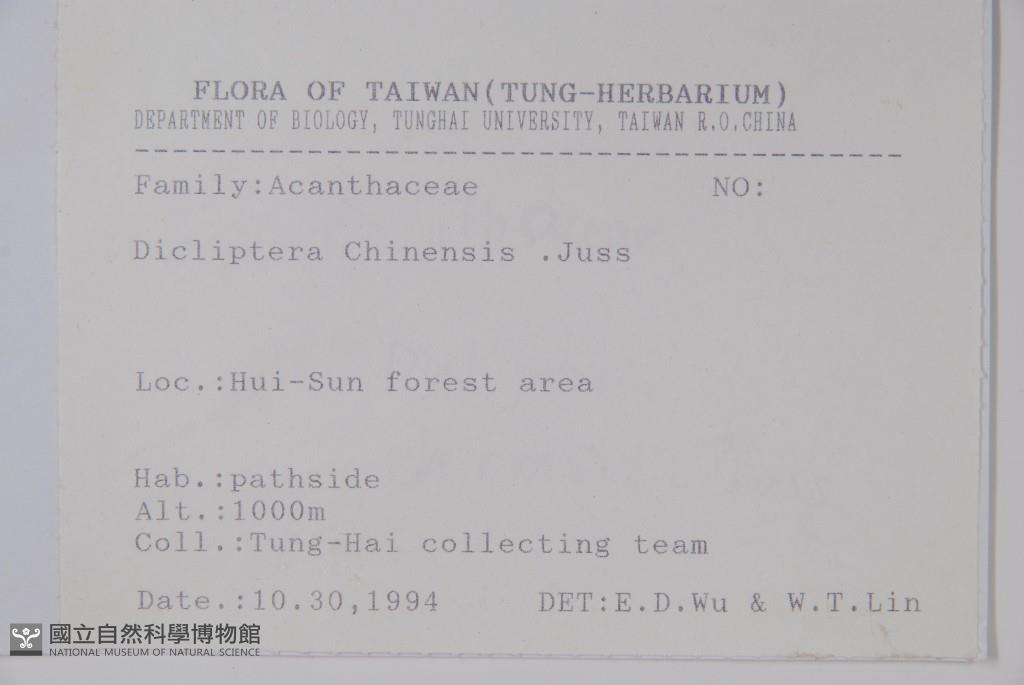 FLORA OF TAIWAN(TUNG-HERBARIUM)
DEPARTMENT OF BIOLOGY, TUNGHAI UNIVERSITY, TAIWAN R.O.CHINA
----------------------------------------
Family:Acanthaceae NO:
Dicliptera Chinensis .Juss
Loc.:Hui-Sun forest area
Hab.:pathside
Alt.:1000m
Coll.:Tung-Hai collecting team
Date.:10.30,1994 DET:E.D.Wu & W.T.Lin
國立自然科學博物館
NATIONAL MUSEUM OF NATURAL SCIENCE